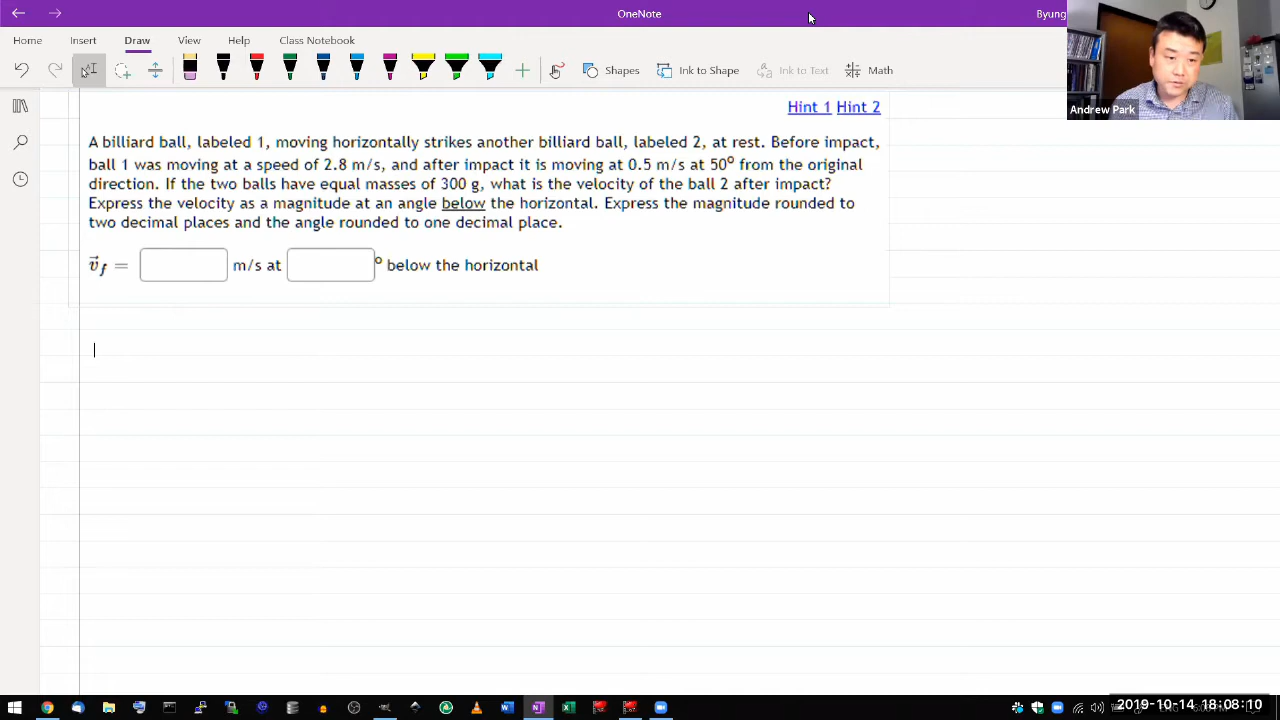 OneNote
Byung
Home Insert Draw View Help Class Notebook
Shapes Ink to Shape Ink to Text Math
Andrew Park
Hint 1 Hint 2
A billiard ball, labeled 1, moving horizontally strikes another billiard ball, labeled 2, at rest. Before impact,
ball 1 was moving at a speed of 2.8 m/s, and after impact it is moving at 0.5 m/s at 50° from the original
direction. If the two balls have equal masses of 300 g, what is the velocity of the ball 2 after impact?
Express the velocity as a magnitude at an angle below the horizontal. Express the magnitude rounded to
two decimal places and the angle rounded to one decimal place.
v⃗f = m/s at ° below the horizontal
2019-10-14 18:08:10